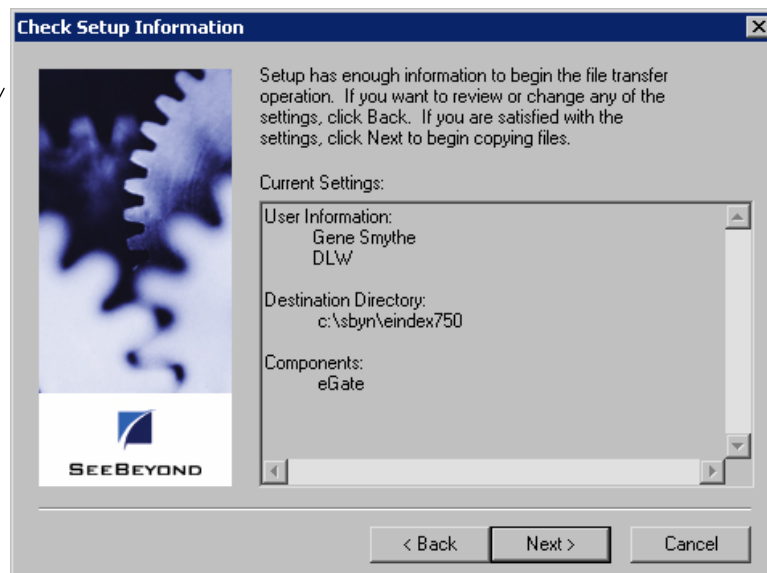 Check Setup Information
Setup has enough information to begin the file transfer
operation. If you want to review or change any of the
settings, click Back. If you are satisfied with the
settings, click Next to begin copying files.
Current Settings:
User Information:
Gene Smythe
DLW
Destination Directory:
c:\sbyn\eindex750
Components:
eGate
SEEBEYOND
< Back
Next >
Cancel